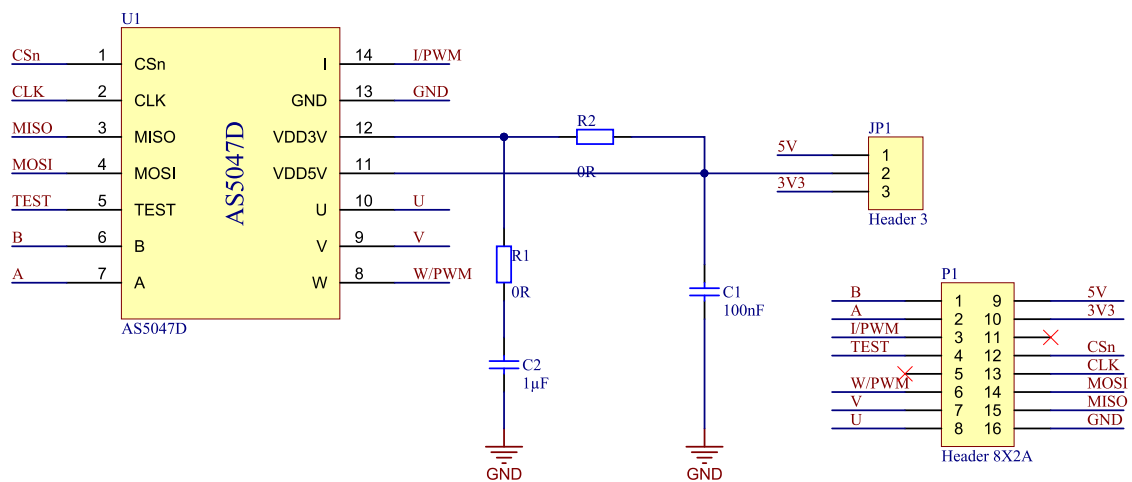 U1
CSn 1 CSn I 14 I/PWM
CLK 2 CLK GND 13 GND
MISO 3 MISO VDD3V 12
MOSI 4 MOSI VDD5V 11
TEST 5 TEST U 10 U
B 6 B V 9 V
A 7 A W 8 W/PWM
AS5047D
AS5047D
R2
0R
R1
0R
C2
1µF
GND
C1
100nF
GND
JP1
5V 1
2
3V3 3
Header 3
P1
B 1 9 5V
A 2 10 3V3
I/PWM 3 11
TEST 4 12 CSn
5 13 CLK
W/PWM 6 14 MOSI
V 7 15 MISO
U 8 16 GND
Header 8X2A